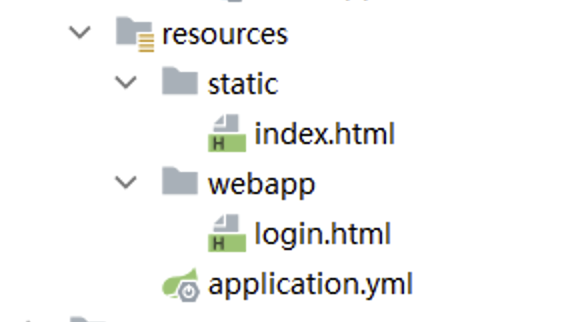 resources
static
index.html
webapp
login.html
application.yml